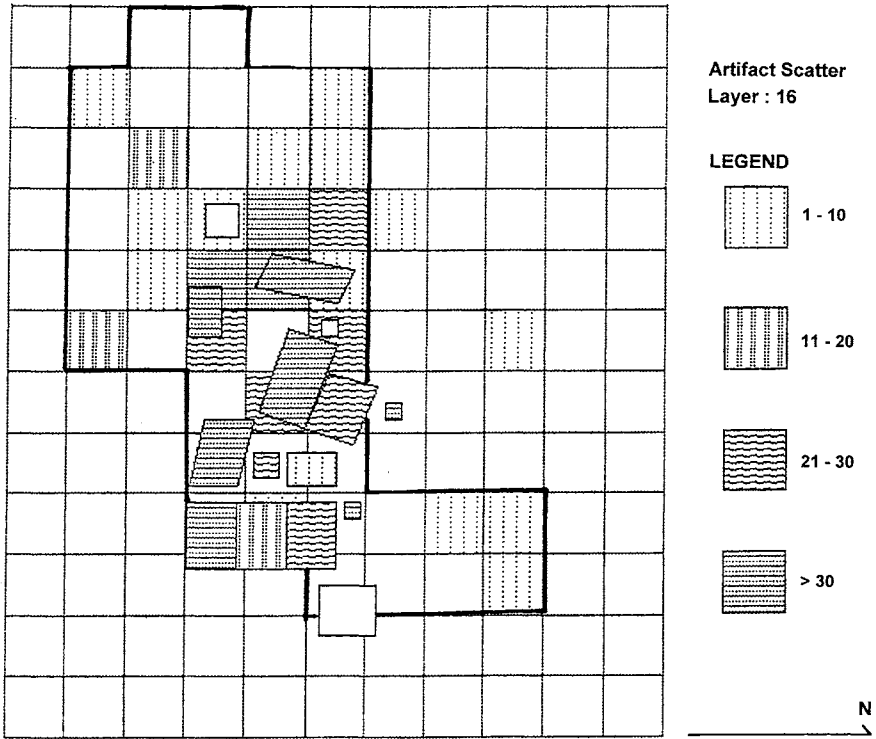 Artifact Scatter
Layer : 16
LEGEND
1 - 10
11 - 20
21 - 30
> 30
N